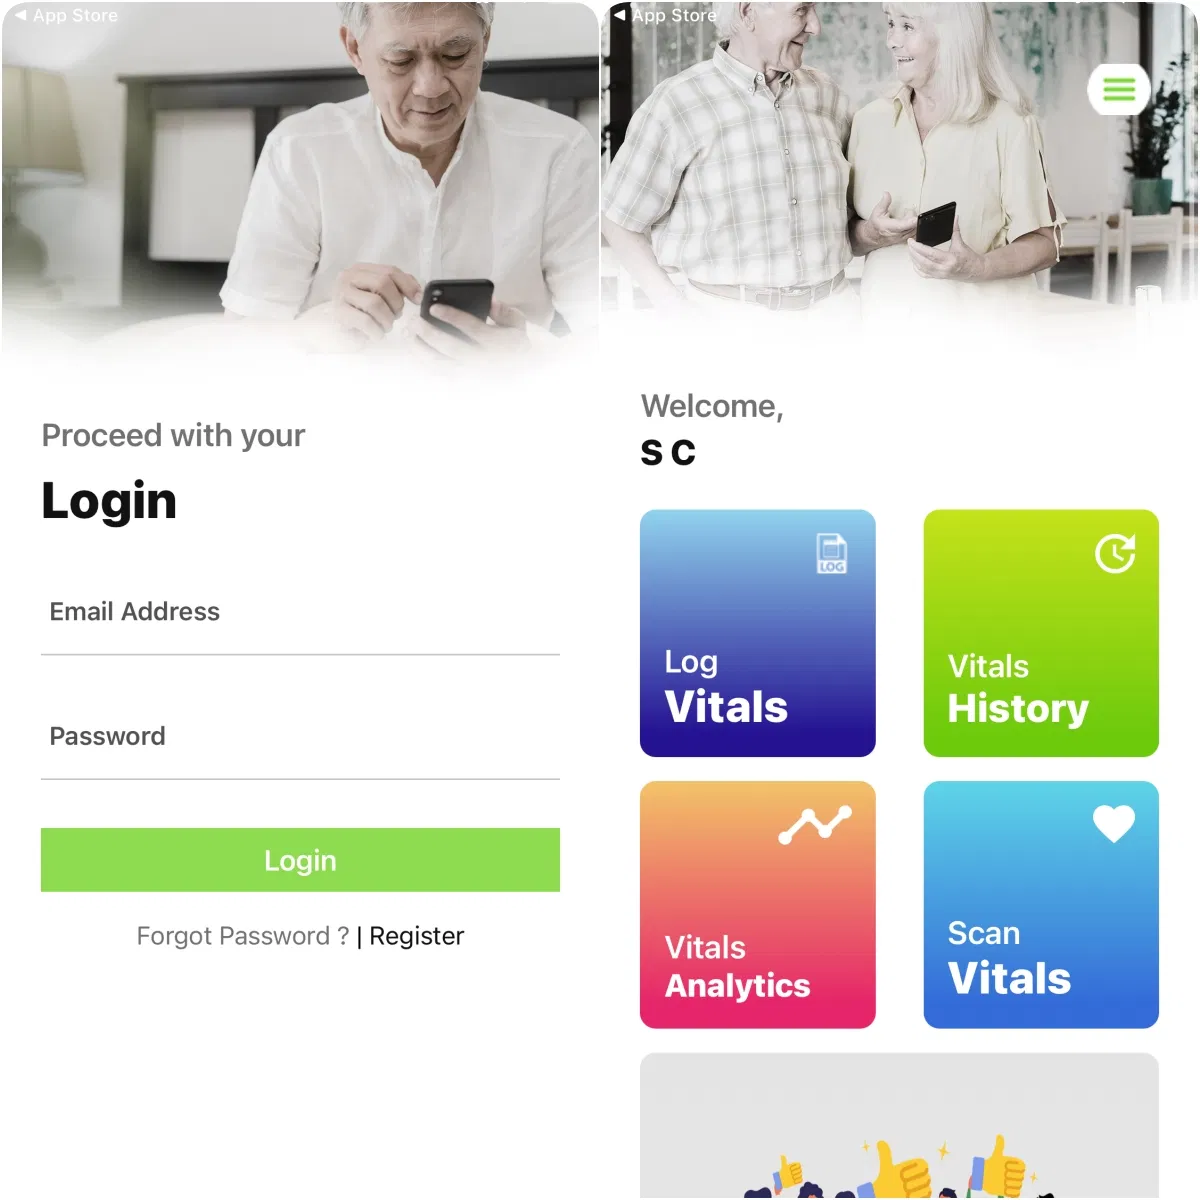 ◀ App Store
Proceed with your
Login
Email Address
Password
Login
Forgot Password ? | Register
◀ App Store
Welcome,
S C
LOG
Log
Vitals
Vitals
History
Vitals
Analytics
Scan
Vitals